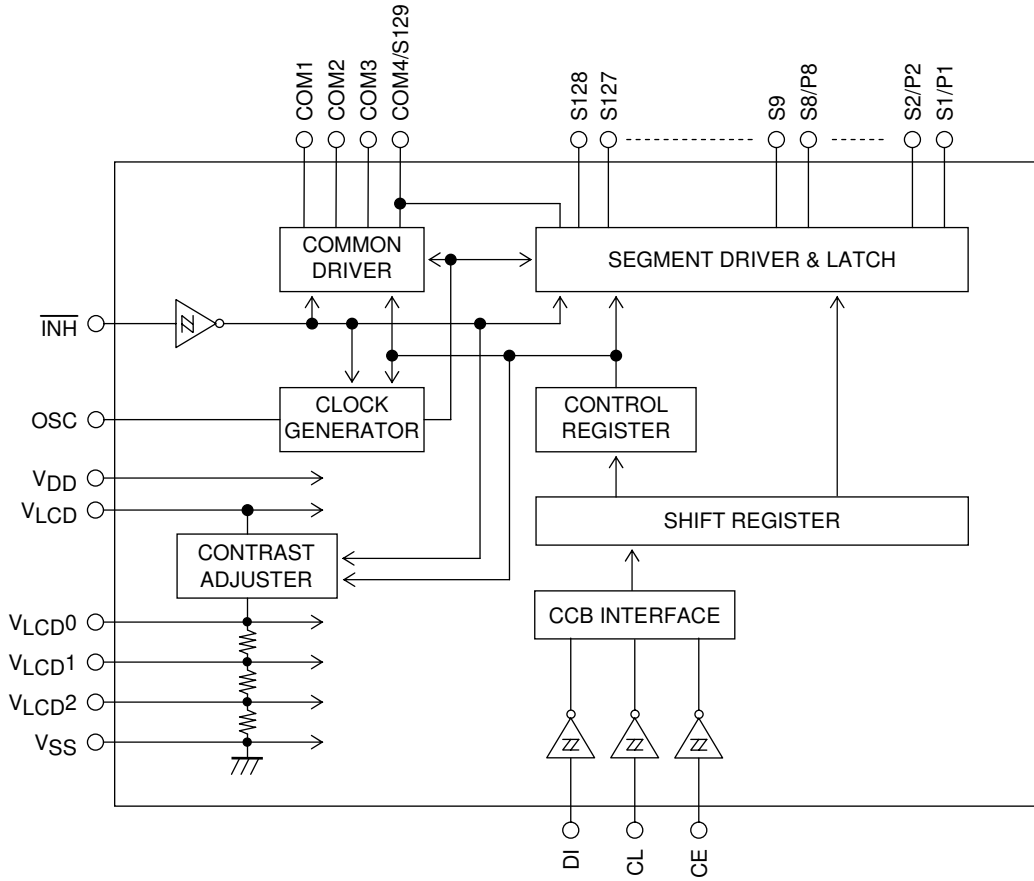 COM1
COM2
COM3
COM4/S129
S128
S127
S9
S8/P8
S2/P2
S1/P1
COMMON
DRIVER
SEGMENT DRIVER & LATCH
INH
OSC
CLOCK
GENERATOR
CONTROL
REGISTER
VDD
VLCD
SHIFT REGISTER
CONTRAST
ADJUSTER
CCB INTERFACE
VLCD0
VLCD1
VLCD2
VSS
DI
CL
CE